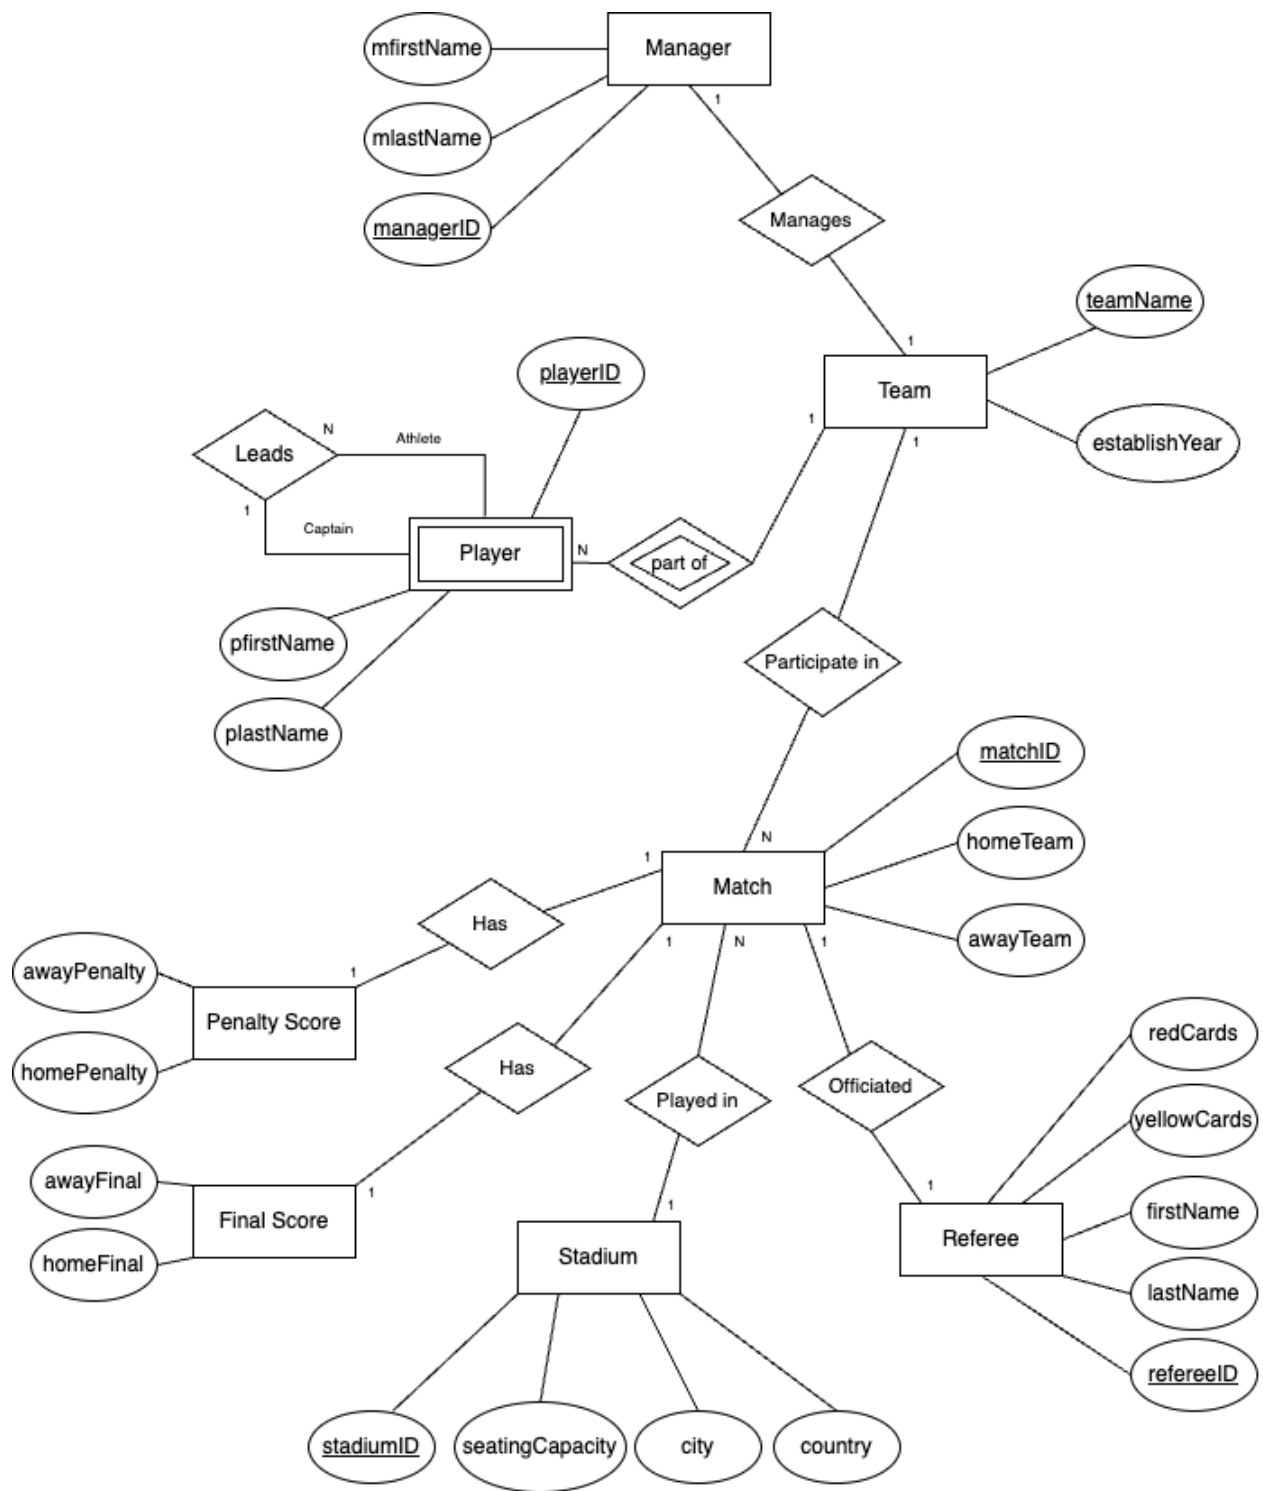 mfirstName
Manager
1
mlastName
managerID
Manages
teamName
1
playerID
Team
1
1
establishYear
N
Athlete
Leads
1
Captain
Player
N
part of
pfirstName
Participate in
plastName
matchID
N
homeTeam
1
Match
Has
awayTeam
1
N
1
awayPenalty
1
Penalty Score
redCards
Has
homePenalty
Officiated
Played in
yellowCards
awayFinal
1
1
1
firstName
Final Score
Referee
Stadium
homeFinal
lastName
refereeID
stadiumID
seatingCapacity
city
country